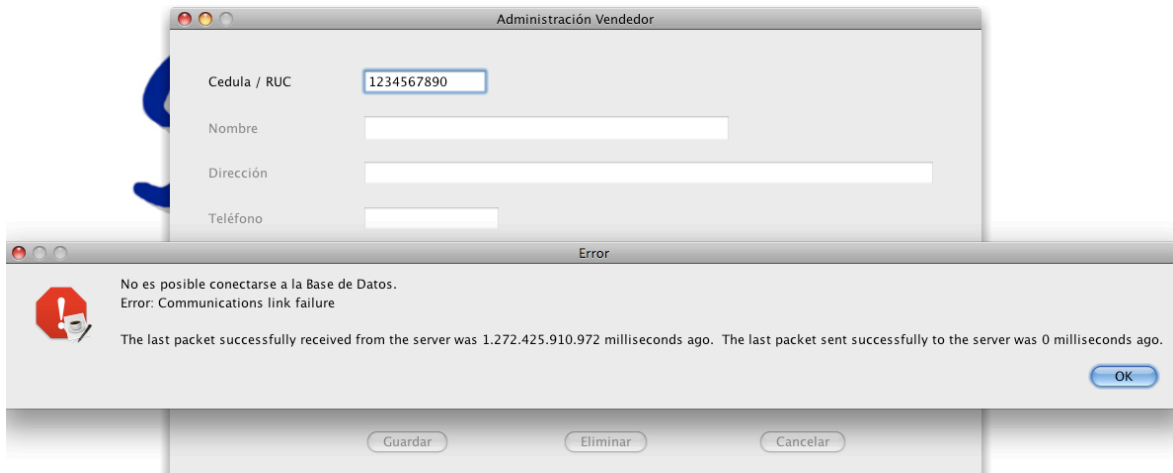 Administración Vendedor
Cedula / RUC 1234567890
Nombre
Dirección
Teléfono
Error
No es posible conectarse a la Base de Datos.
Error: Communications link failure
The last packet successfully received from the server was 1.272.425.910.972 milliseconds ago.  The last packet sent successfully to the server was 0 milliseconds ago.
OK
Guardar Eliminar Cancelar